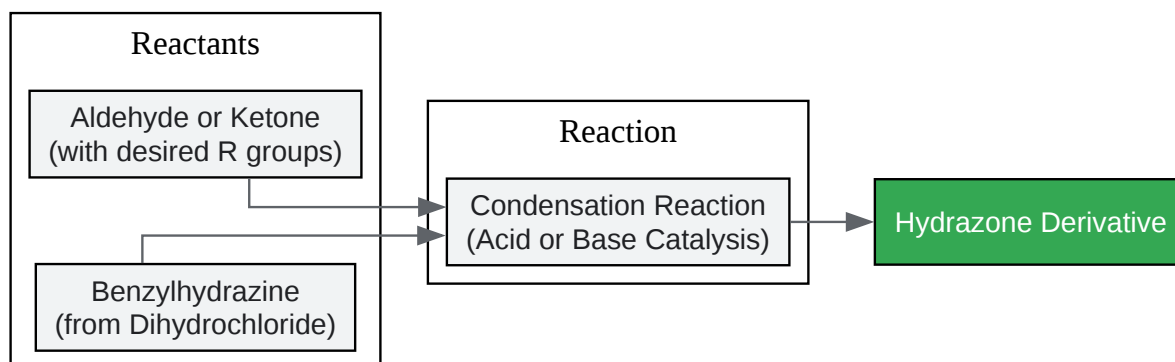 Reactants
Aldehyde or Ketone
(with desired R groups)
Benzylhydrazine
(from Dihydrochloride)
Reaction
Condensation Reaction
(Acid or Base Catalysis)
Hydrazone Derivative